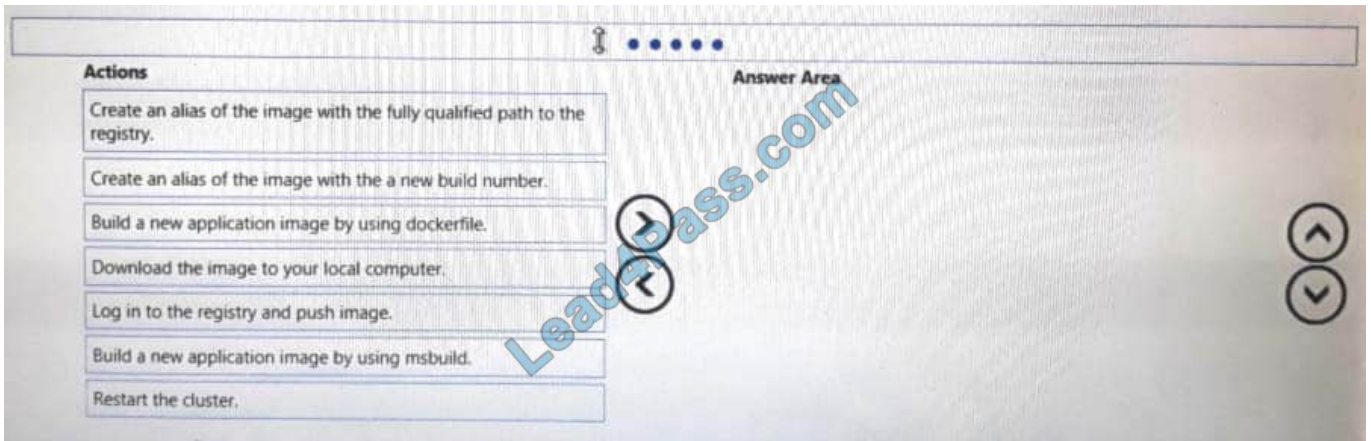 Actions
Answer Area
Create an alias of the image with the fully qualified path to the
registry.
Create an alias of the image with the a new build number.
Build a new application image by using dockerfile.
Download the image to your local computer.
Log in to the registry and push image.
Build a new application image by using msbuild.
Restart the cluster.
Lead4Pass.com